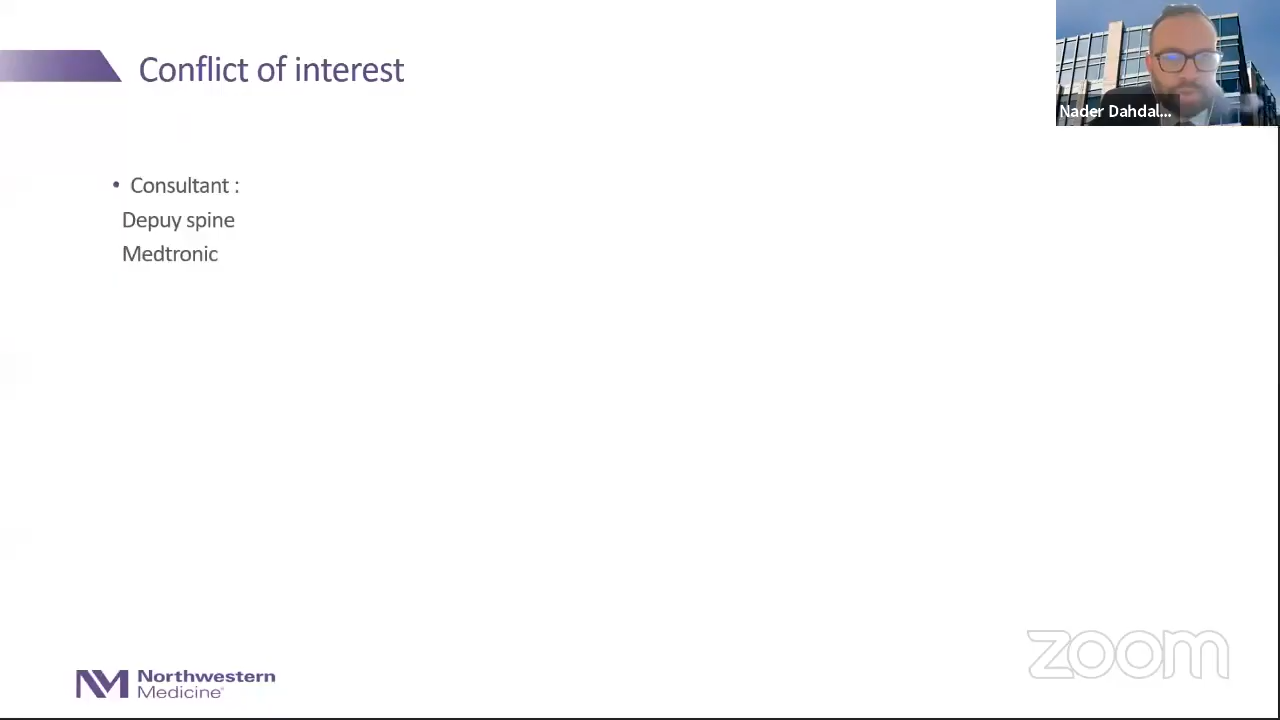 Conflict of interest
Nader Dahdal...
• Consultant :
Depuy spine
Medtronic
Northwestern
Medicine®
zoom